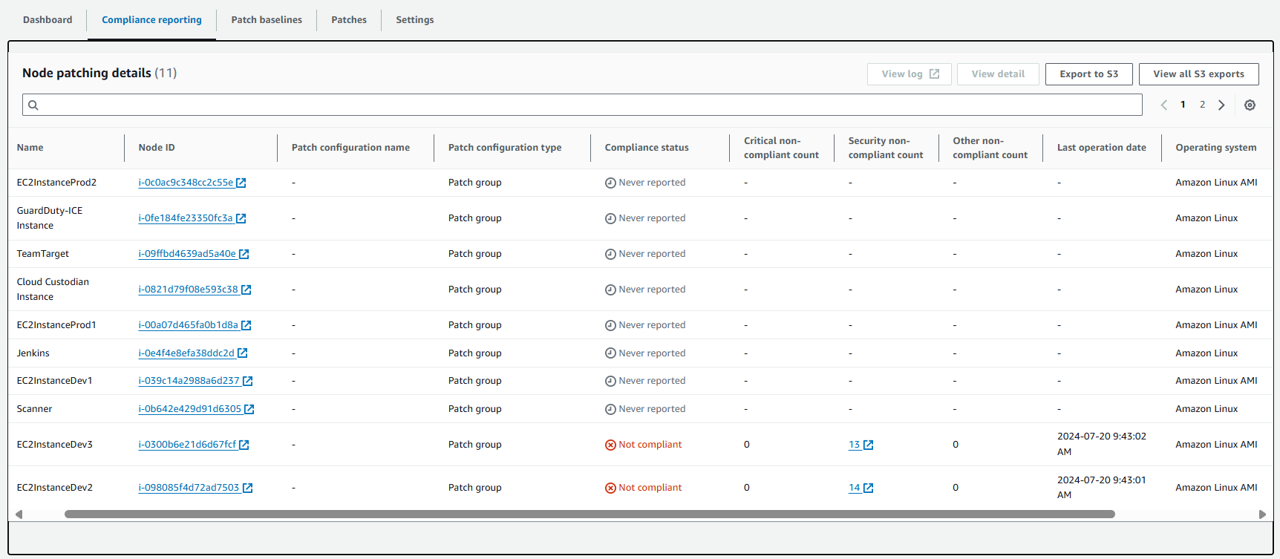 Dashboard Compliance reporting Patch baselines Patches Settings
Node patching details (11) View log View detail Export to S3 View all S3 exports
1 2
Name Node ID Patch configuration name Patch configuration type Compliance status Critical non-compliant count Security non-compliant count Other non-compliant count Last operation date Operating system
EC2InstanceProd2 i-0c0ac9c348cc2c55e - Patch group Never reported - - - - Amazon Linux AMI
GuardDuty-ICE Instance i-0fe184fe23350fc3a - Patch group Never reported - - - - Amazon Linux
TeamTarget i-09ffbd4639ad5a40e - Patch group Never reported - - - - Amazon Linux
Cloud Custodian Instance i-0821d79f08e593c38 - Patch group Never reported - - - - Amazon Linux
EC2InstanceProd1 i-00a07d465fa0b1d8a - Patch group Never reported - - - - Amazon Linux AMI
Jenkins i-0e4f4e8efa38ddc2d - Patch group Never reported - - - - Amazon Linux
EC2InstanceDev1 i-039c14a2988a6d237 - Patch group Never reported - - - - Amazon Linux AMI
Scanner i-0b642e429d91d6305 - Patch group Never reported - - - - Amazon Linux
EC2InstanceDev3 i-0300b6e21d6d67fcf - Patch group Not compliant 0 13 0 2024-07-20 9:43:02 AM Amazon Linux AMI
EC2InstanceDev2 i-098085f4d72ad7503 - Patch group Not compliant 0 14 0 2024-07-20 9:43:01 AM Amazon Linux AMI